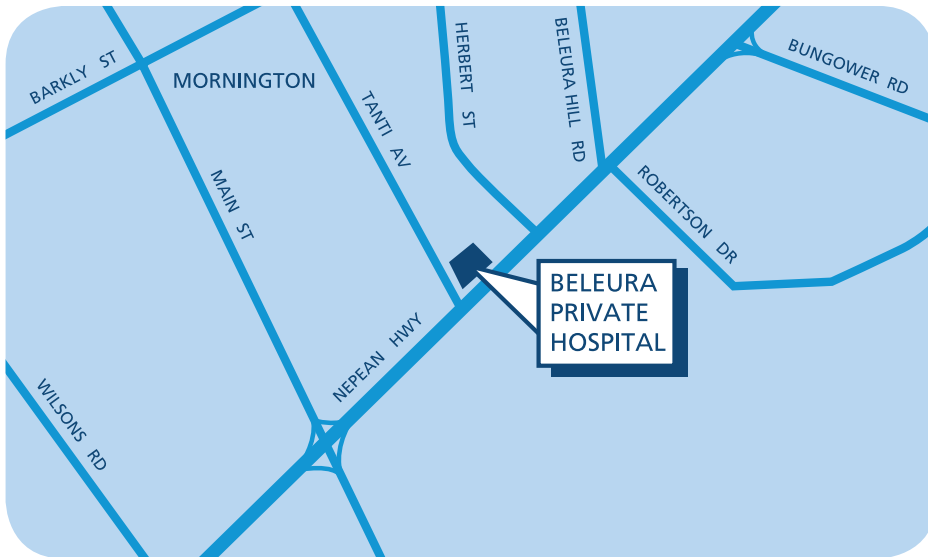 BARKLY ST
MORNINGTON
MAIN ST
TANTI AV
HERBERT ST
BELEURA HILL RD
BUNGOWER RD
ROBERTSON DR
BELEURA
PRIVATE
HOSPITAL
NEPEAN HWY
WILSONS RD